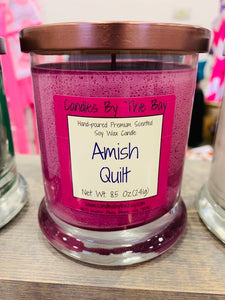 Candles By The Bay
Hand-poured Premium Scented
Soy Wax Candle
Amish
Quilt
Net Wt. 8.5 Oz(241g)